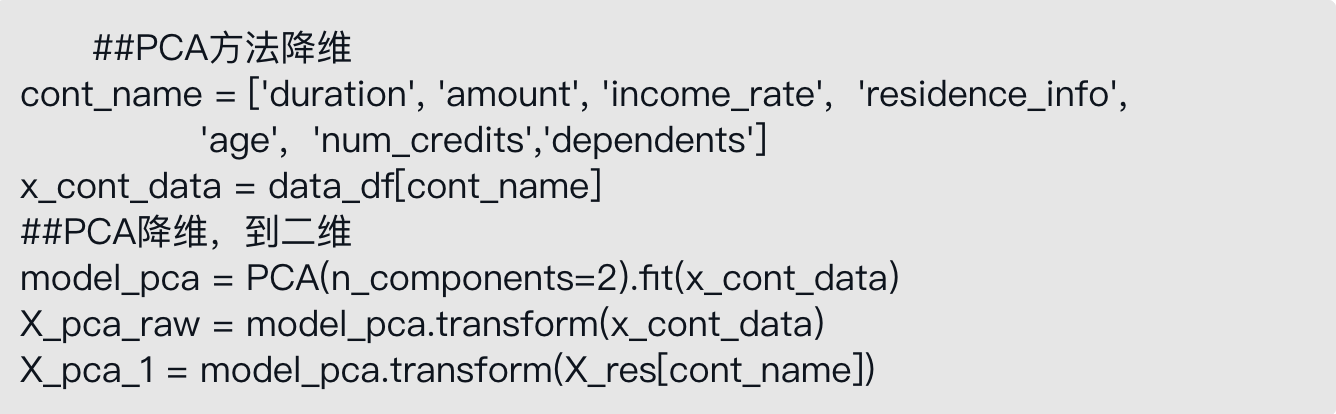 ##PCA方法降维
cont_name = ['duration', 'amount', 'income_rate',  'residence_info',
'age',  'num_credits','dependents']
x_cont_data = data_df[cont_name]
##PCA降维，到二维
model_pca = PCA(n_components=2).fit(x_cont_data)
X_pca_raw = model_pca.transform(x_cont_data)
X_pca_1 = model_pca.transform(X_res[cont_name])